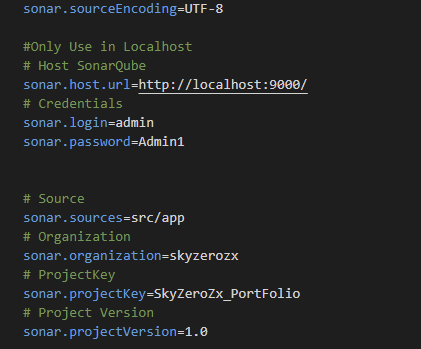 sonar.sourceEncoding=UTF-8
#Only Use in Localhost
# Host SonarQube
sonar.host.url=http://localhost:9000/
# Credentials
sonar.login=admin
sonar.password=Admin1
# Source
sonar.sources=src/app
# Organization
sonar.organization=skyzerozx
# ProjectKey
sonar.projectKey=SkyZeroZx_PortFolio
# Project Version
sonar.projectVersion=1.0